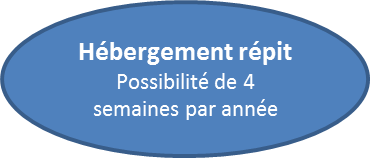 Hébergement répit
Possibilité de 4
semaines par année